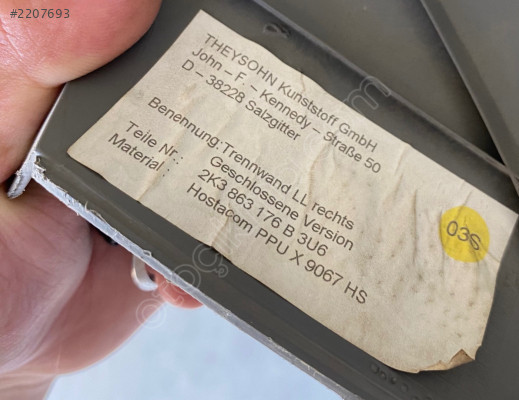 #2207693
THEYSOHN Kunststoff GmbH
John – F. - Kennedy – Straße 50
D – 38228 Salzgitter
Benennung: Trennwand LL rechts
Geschlossene Version
Teile Nr.: 2K3 863 176 B 3U6
Material : Hostacom PPU X 9067 HS
03S